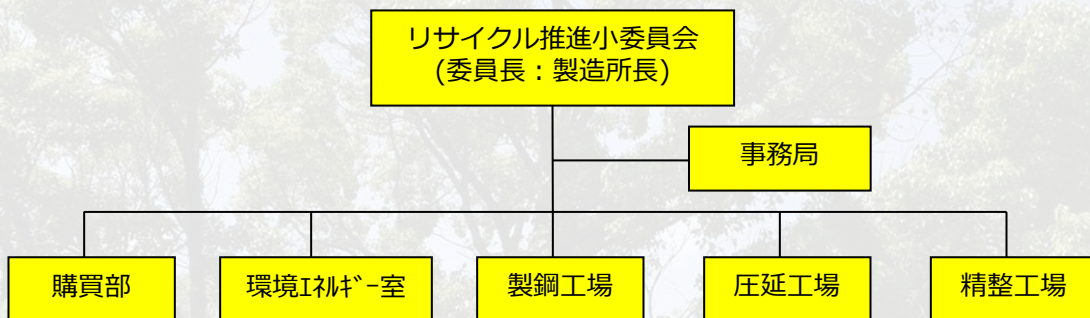 リサイクル推進小委員会
(委員長：製造所長)
事務局
購買部
環境ｴﾈﾙｷﾞｰ室
製鋼工場
圧延工場
精整工場